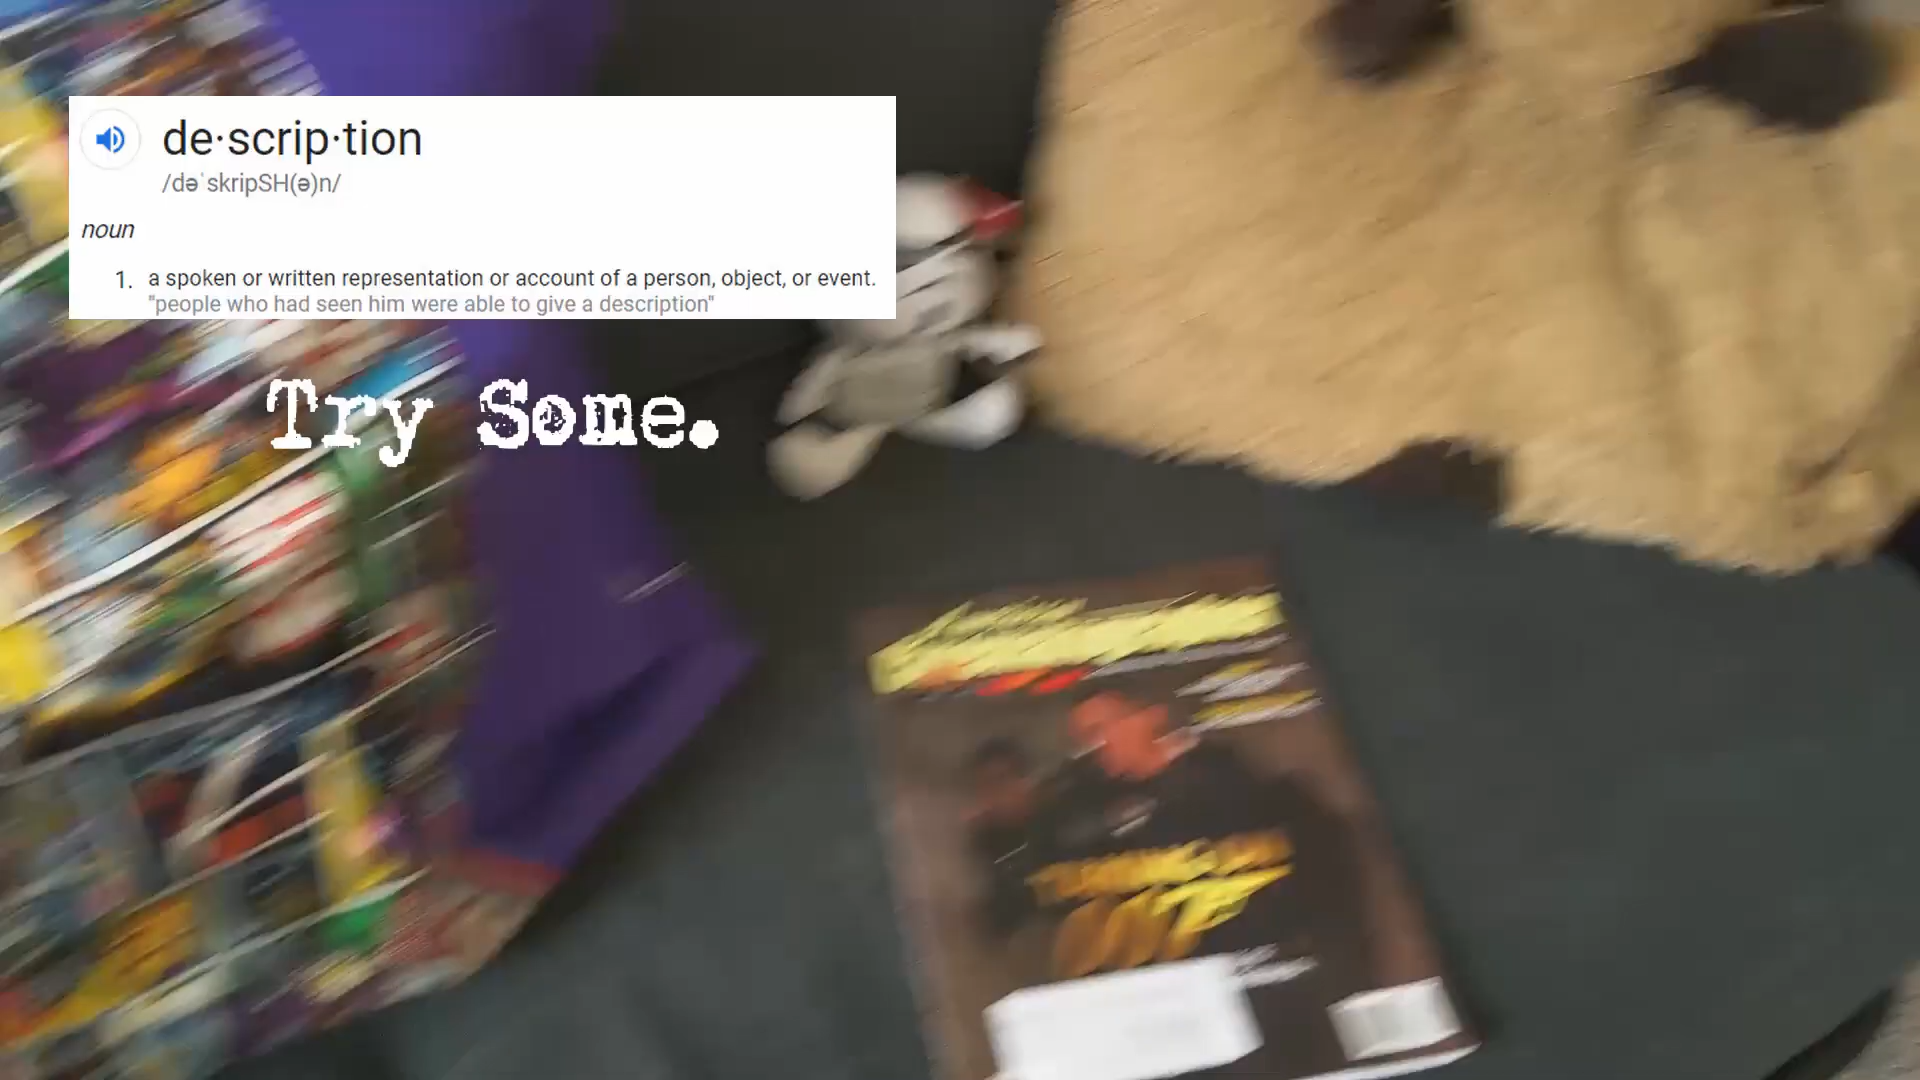 de·scrip·tion
/dəˈskripSH(ə)n/
noun
1. a spoken or written representation or account of a person, object, or event.
"people who had seen him were able to give a description"
Try Some.